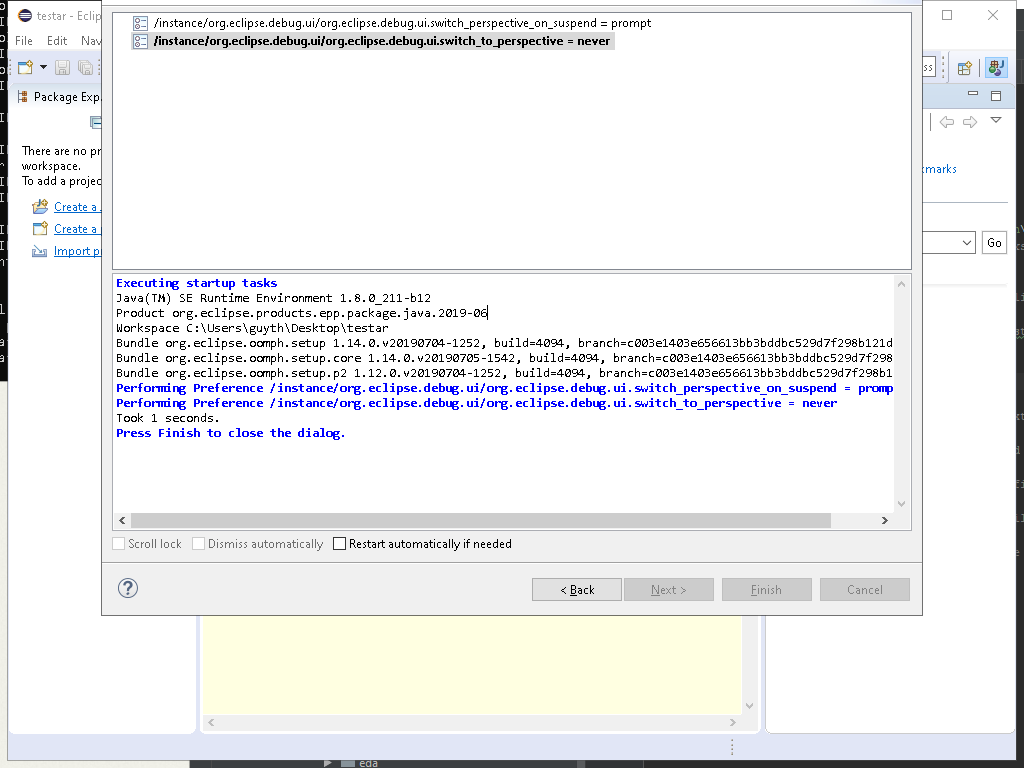 testar - Eclip
/instance/org.eclipse.debug.ui/org.eclipse.debug.ui.switch_perspective_on_suspend = prompt
/instance/org.eclipse.debug.ui/org.eclipse.debug.ui.switch_to_perspective = never
File Edit Nav
ss
Package Exp
There are no pr
workspace.
To add a projec
kmarks
Create a
Create a
Import p
Go
Executing startup tasks
Java(TM) SE Runtime Environment 1.8.0_211-b12
Product org.eclipse.products.epp.package.java.2019-06
Workspace C:\Users\guyth\Desktop\testar
Bundle org.eclipse.oomph.setup 1.14.0.v20190704-1252, build=4094, branch=c003e1403e656613bb3bddbc529d7f298b121d
Bundle org.eclipse.oomph.setup.core 1.14.0.v20190705-1542, build=4094, branch=c003e1403e656613bb3bddbc529d7f298
Bundle org.eclipse.oomph.setup.p2 1.12.0.v20190704-1252, build=4094, branch=c003e1403e656613bb3bddbc529d7f298b1
Performing Preference /instance/org.eclipse.debug.ui/org.eclipse.debug.ui.switch_perspective_on_suspend = promp
Performing Preference /instance/org.eclipse.debug.ui/org.eclipse.debug.ui.switch_to_perspective = never
Took 1 seconds.
Press Finish to close the dialog.
Scroll lock Dismiss automatically Restart automatically if needed
? < Back Next > Finish Cancel
eda